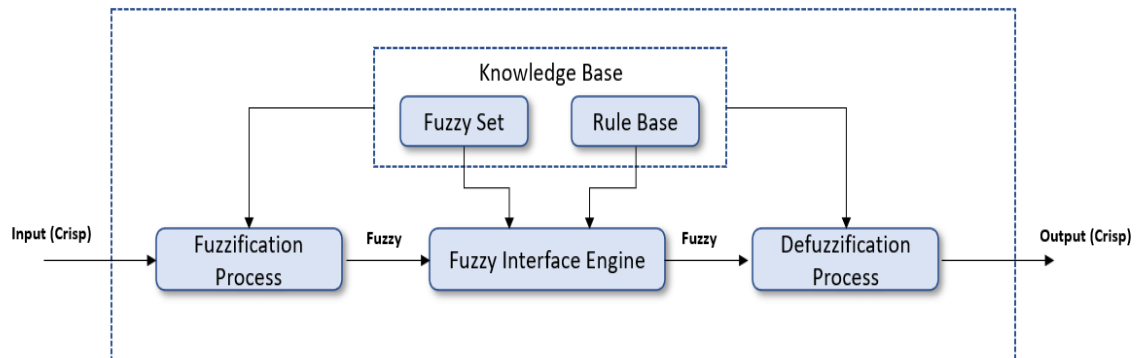 Knowledge Base
Fuzzy Set
Rule Base
Input (Crisp)
Fuzzification
Process
Fuzzy
Fuzzy Interface Engine
Fuzzy
Defuzzification
Process
Output (Crisp)